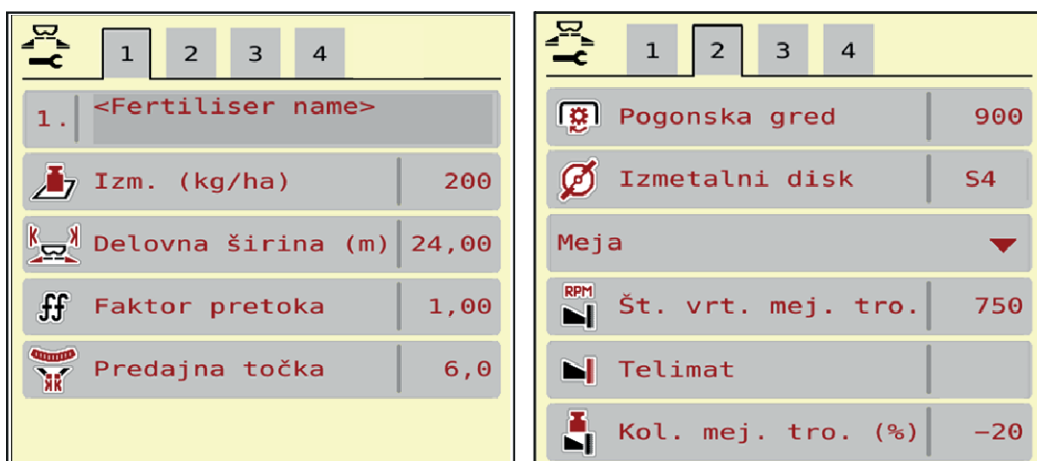 1 2 3 4
1. <Fertiliser name>
Izm. (kg/ha) 200
Delovna širina (m) 24,00
ff Faktor pretoka 1,00
Predajna točka 6,0
1 2 3 4
Pogonska gred 900
Izmetalni disk S4
Meja
RPM Št. vrt. mej. tro. 750
Telimat
Kol. mej. tro. (%) -20